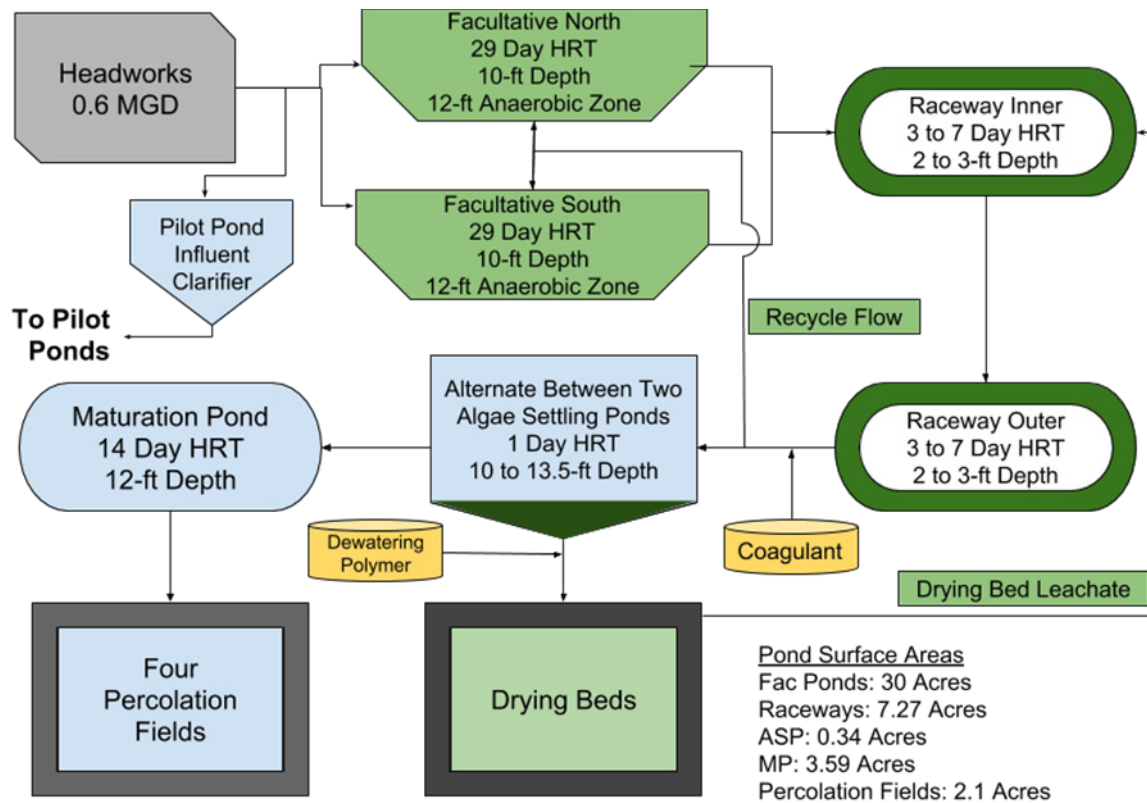 Headworks
0.6 MGD
Facultative North
29 Day HRT
10-ft Depth
12-ft Anaerobic Zone
Raceway Inner
3 to 7 Day HRT
2 to 3-ft Depth
Pilot Pond
Influent
Clarifier
Facultative South
29 Day HRT
10-ft Depth
12-ft Anaerobic Zone
To Pilot
Ponds
Recycle Flow
Maturation Pond
14 Day HRT
12-ft Depth
Alternate Between Two
Algae Settling Ponds
1 Day HRT
10 to 13.5-ft Depth
Raceway Outer
3 to 7 Day HRT
2 to 3-ft Depth
Dewatering
Polymer
Coagulant
Drying Bed Leachate
Four
Percolation
Fields
Drying Beds
Pond Surface Areas
Fac Ponds: 30 Acres
Raceways: 7.27 Acres
ASP: 0.34 Acres
MP: 3.59 Acres
Percolation Fields: 2.1 Acres